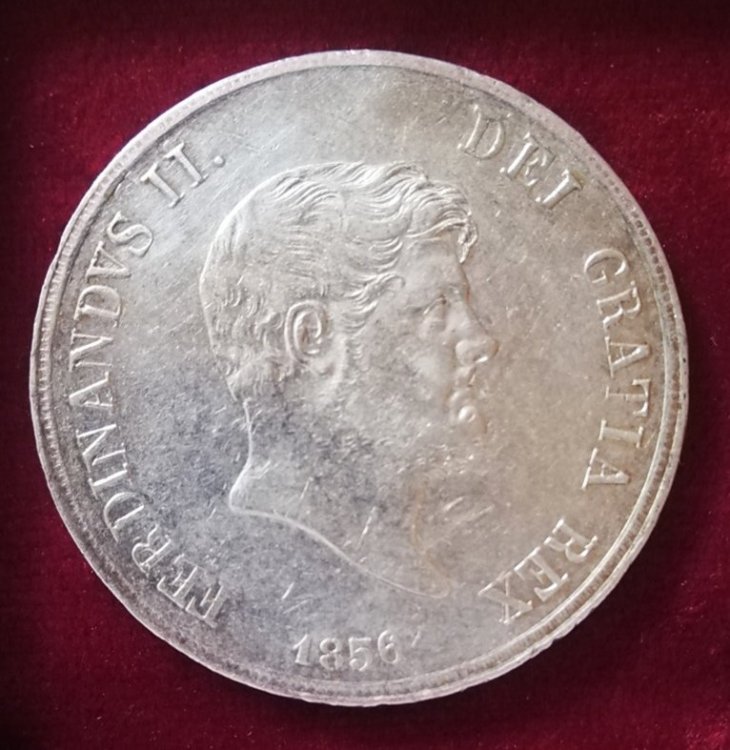 FERDINANDVS II. DEI GRATIA REX
1856